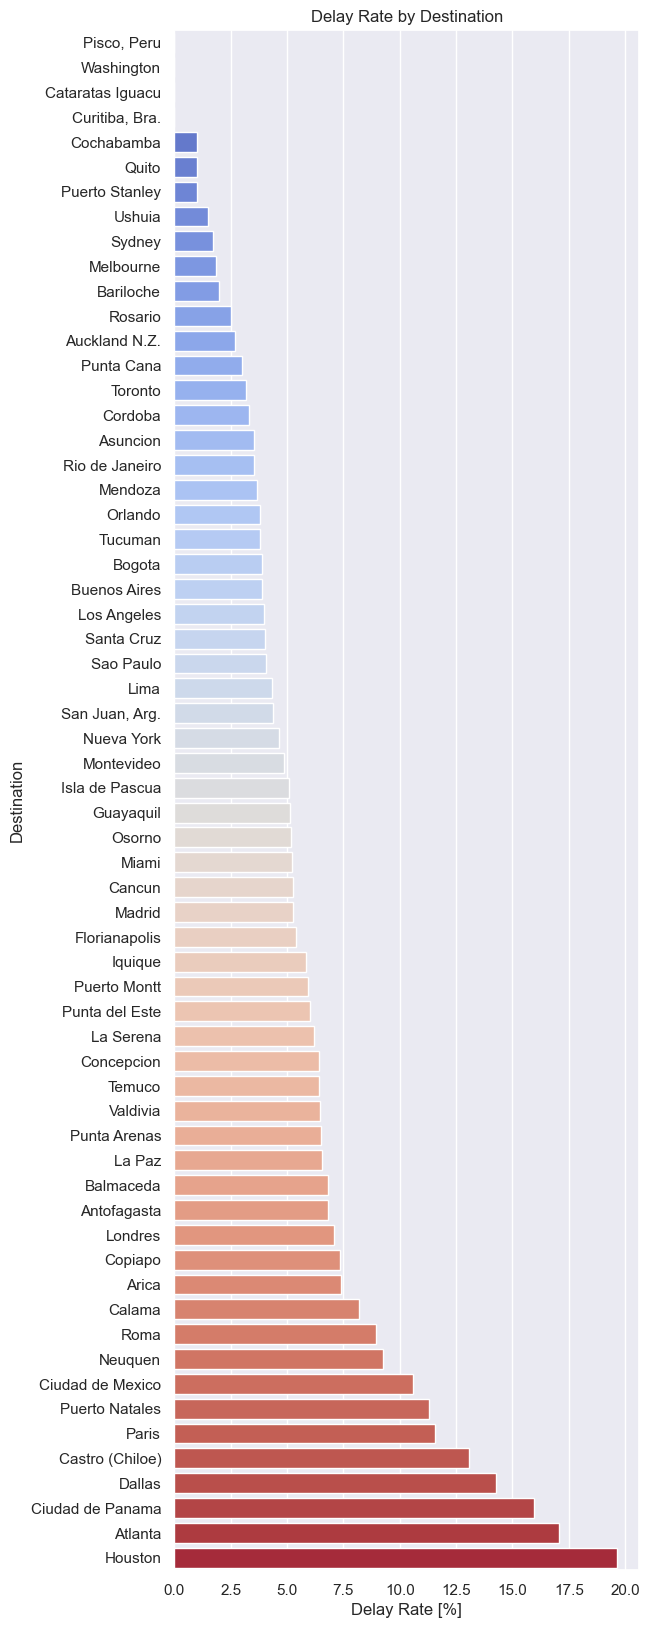 Delay Rate by Destination
Pisco, Peru
Washington
Cataratas Iguacu
Curitiba, Bra.
Cochabamba
Quito
Puerto Stanley
Ushuia
Sydney
Melbourne
Bariloche
Rosario
Auckland N.Z.
Punta Cana
Toronto
Cordoba
Asuncion
Rio de Janeiro
Mendoza
Orlando
Tucuman
Bogota
Buenos Aires
Los Angeles
Santa Cruz
Sao Paulo
Lima
San Juan, Arg.
Nueva York
Montevideo
Isla de Pascua
Guayaquil
Osorno
Miami
Cancun
Madrid
Florianapolis
Iquique
Puerto Montt
Punta del Este
La Serena
Concepcion
Temuco
Valdivia
Punta Arenas
La Paz
Balmaceda
Antofagasta
Londres
Copiapo
Arica
Calama
Roma
Neuquen
Ciudad de Mexico
Puerto Natales
Paris
Castro (Chiloe)
Dallas
Ciudad de Panama
Atlanta
Houston
Destination
0.0 2.5 5.0 7.5 10.0 12.5 15.0 17.5 20.0
Delay Rate [%]